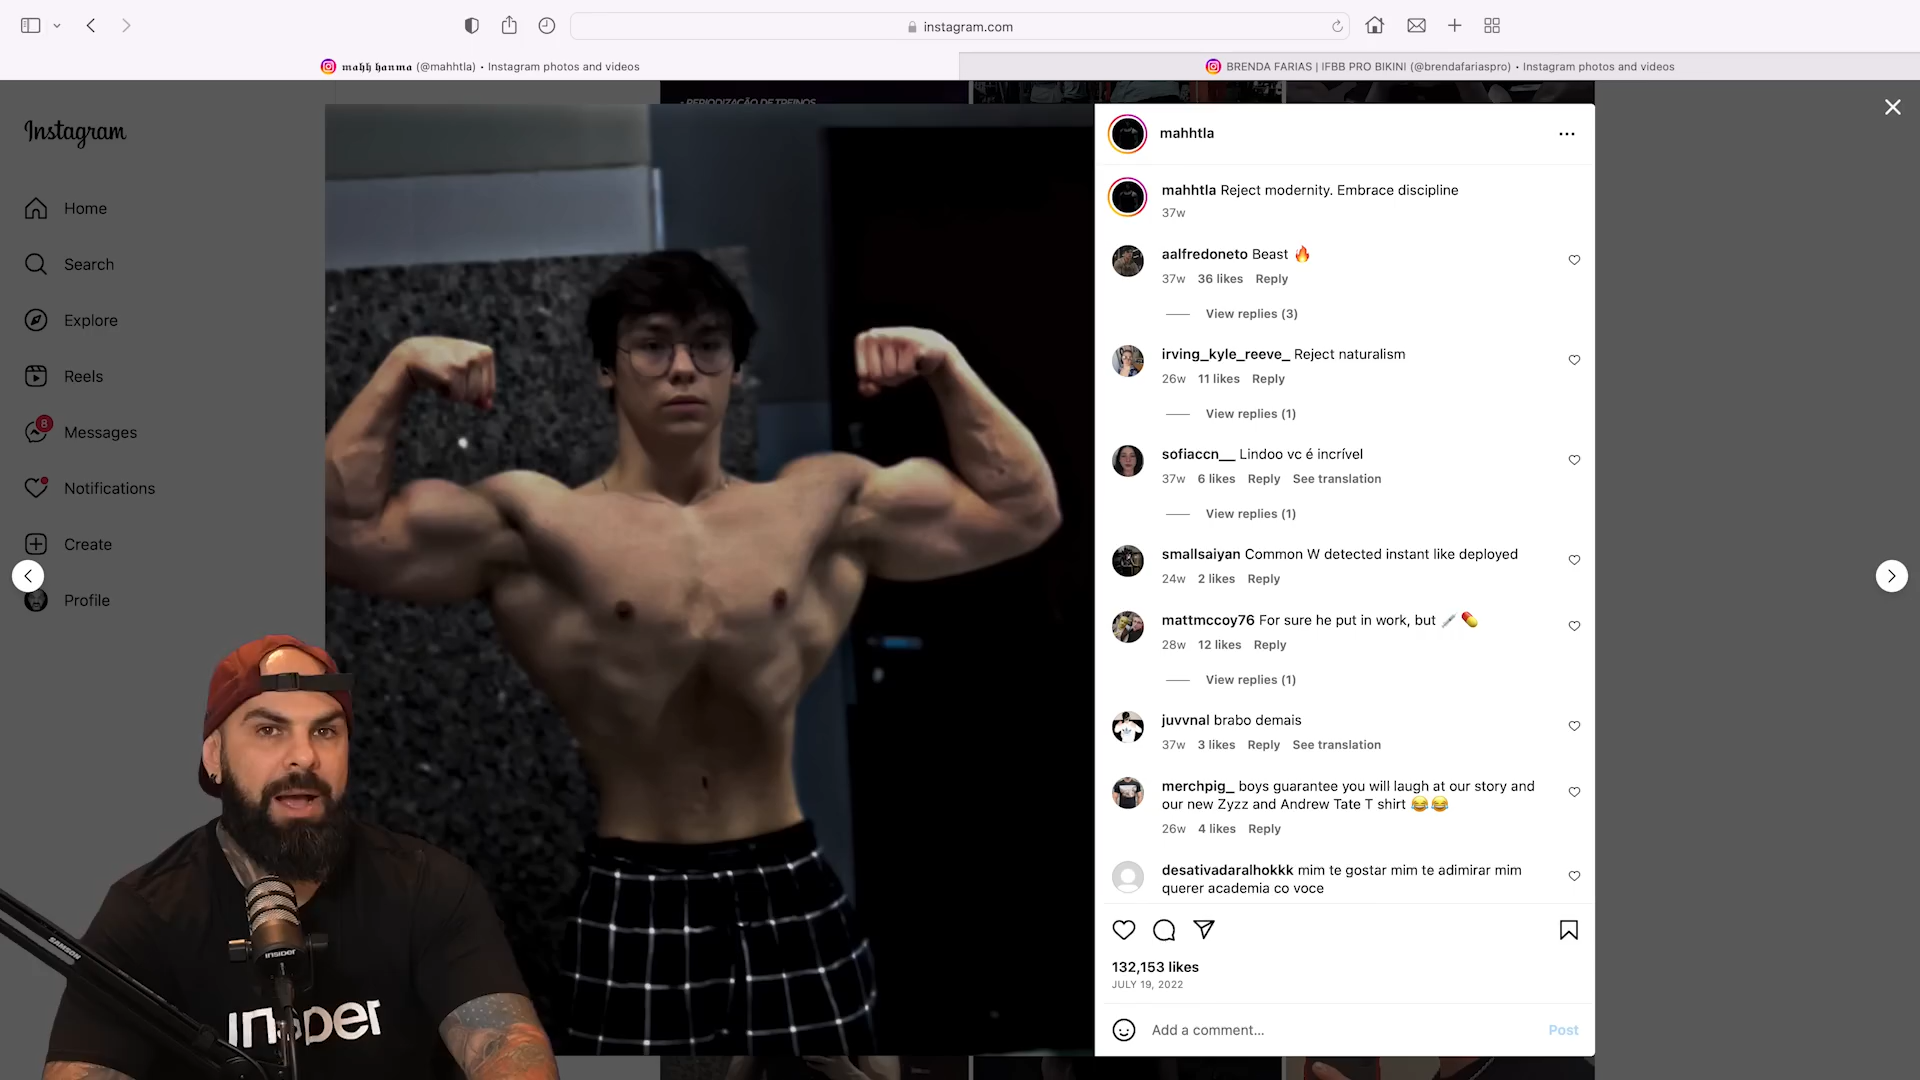 instagram.com
𝖒𝖆𝖍𝖍 𝖍𝖆𝖓𝖒𝖆 (@mahhtla) • Instagram photos and videos
BRENDA FARIAS | IFBB PRO BIKINI (@brendafariaspro) • Instagram photos and videos
- PERIODIZAÇÃO DE TREINOS
Instagram
Home
Search
Explore
Reels
8
Messages
Notifications
Create
Profile
mahhtla
mahhtla Reject modernity. Embrace discipline
37w
aalfredoneto Beast 🔥
37w 36 likes Reply
View replies (3)
irving_kyle_reeve_ Reject naturalism
26w 11 likes Reply
View replies (1)
sofiaccn__ Lindoo vc é incrível
37w 6 likes Reply See translation
View replies (1)
smallsaiyan Common W detected instant like deployed
24w 2 likes Reply
mattmccoy76 For sure he put in work, but 💉 💊
28w 12 likes Reply
View replies (1)
juvvnal brabo demais
37w 3 likes Reply See translation
merchpig_ boys guarantee you will laugh at our story and
our new Zyzz and Andrew Tate T shirt 😂😂
26w 4 likes Reply
desativadaralhokkk mim te gostar mim te adimirar mim
querer academia co voce
132,153 likes
JULY 19, 2022
Add a comment...
Post
SAMSON
INSIDER